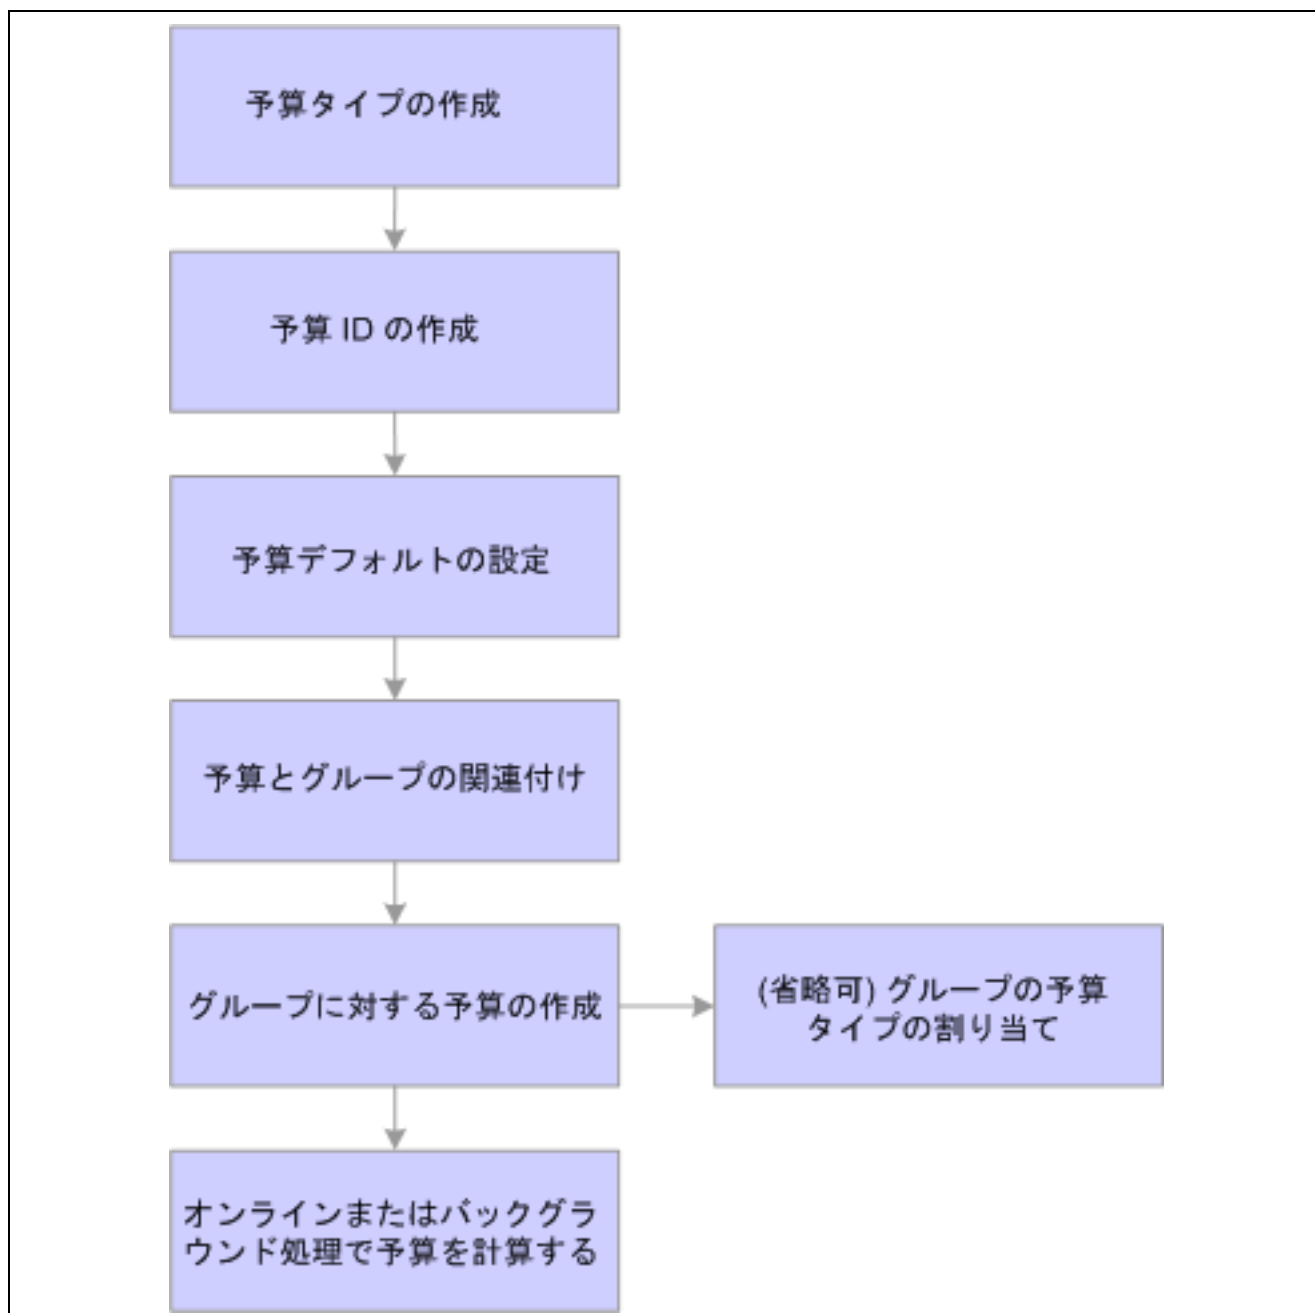 予算タイプの作成
予算 ID の作成
予算デフォルトの設定
予算とグループの関連付け
グループに対する予算の作成
(省略可) グループの予算
タイプの割り当て
オンラインまたはバックグラ
ウンド処理で予算を計算する